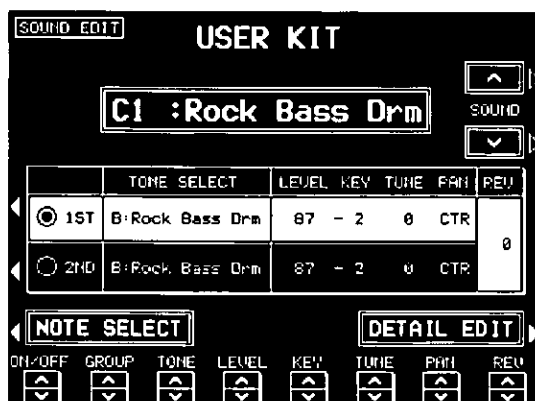 SOUND EDIT
USER KIT
C1 :Rock Bass Drm
SOUND
TONE SELECT LEVEL KEY TUNE PAN REV
1ST B:Rock Bass Drm 87 - 2 0 CTR
0
2ND B:Rock Bass Drm 87 - 2 0 CTR
NOTE SELECT DETAIL EDIT
ON/OFF GROUP TONE LEVEL KEY TUNE PAN REV